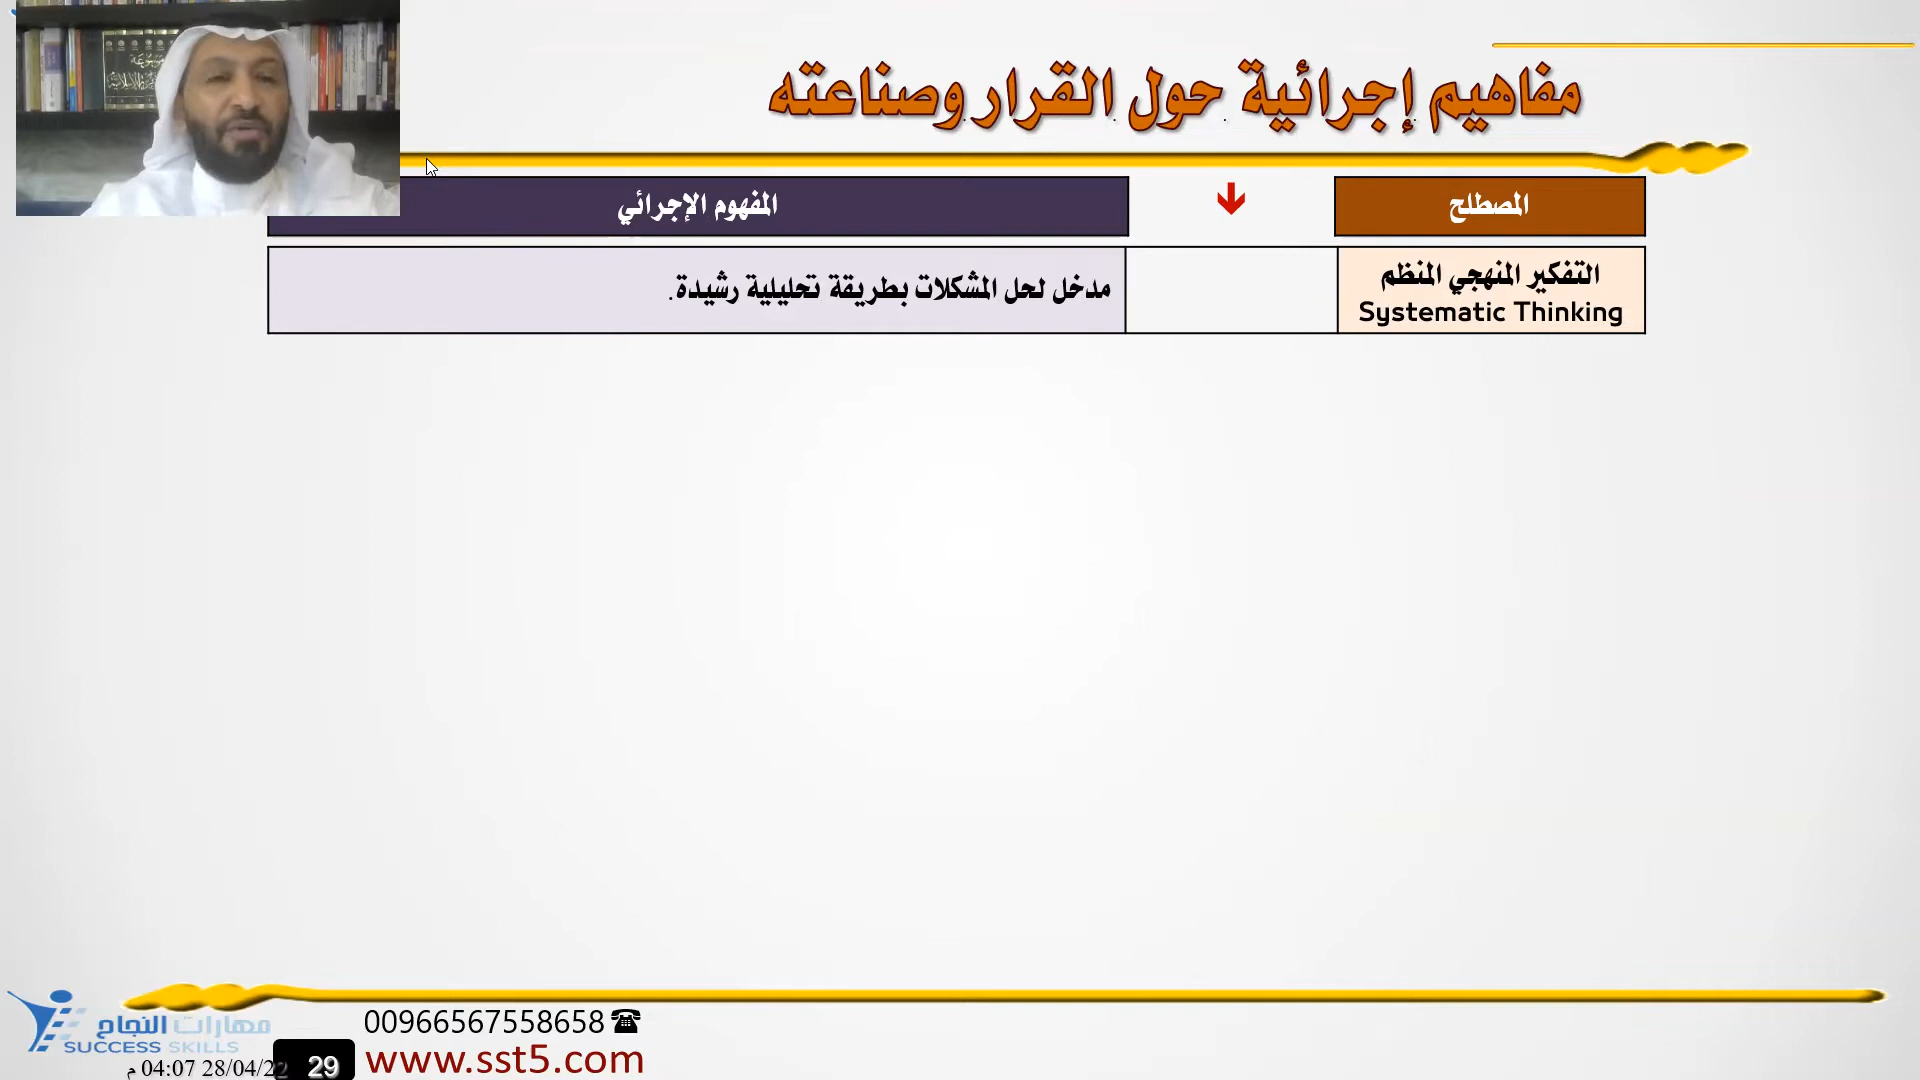 مفاهيم إجرائية حول القرار وصناعته
المصطلح
المفهوم الإجرائي
التفكير المنهجي المنظم
Systematic Thinking
مدخل لحل المشكلات بطريقة تحليلية رشيدة.
مهارات النجاح
SUCCESS SKILLS
00966567558658
www.sst5.com
29
28/04/22 04:07 م